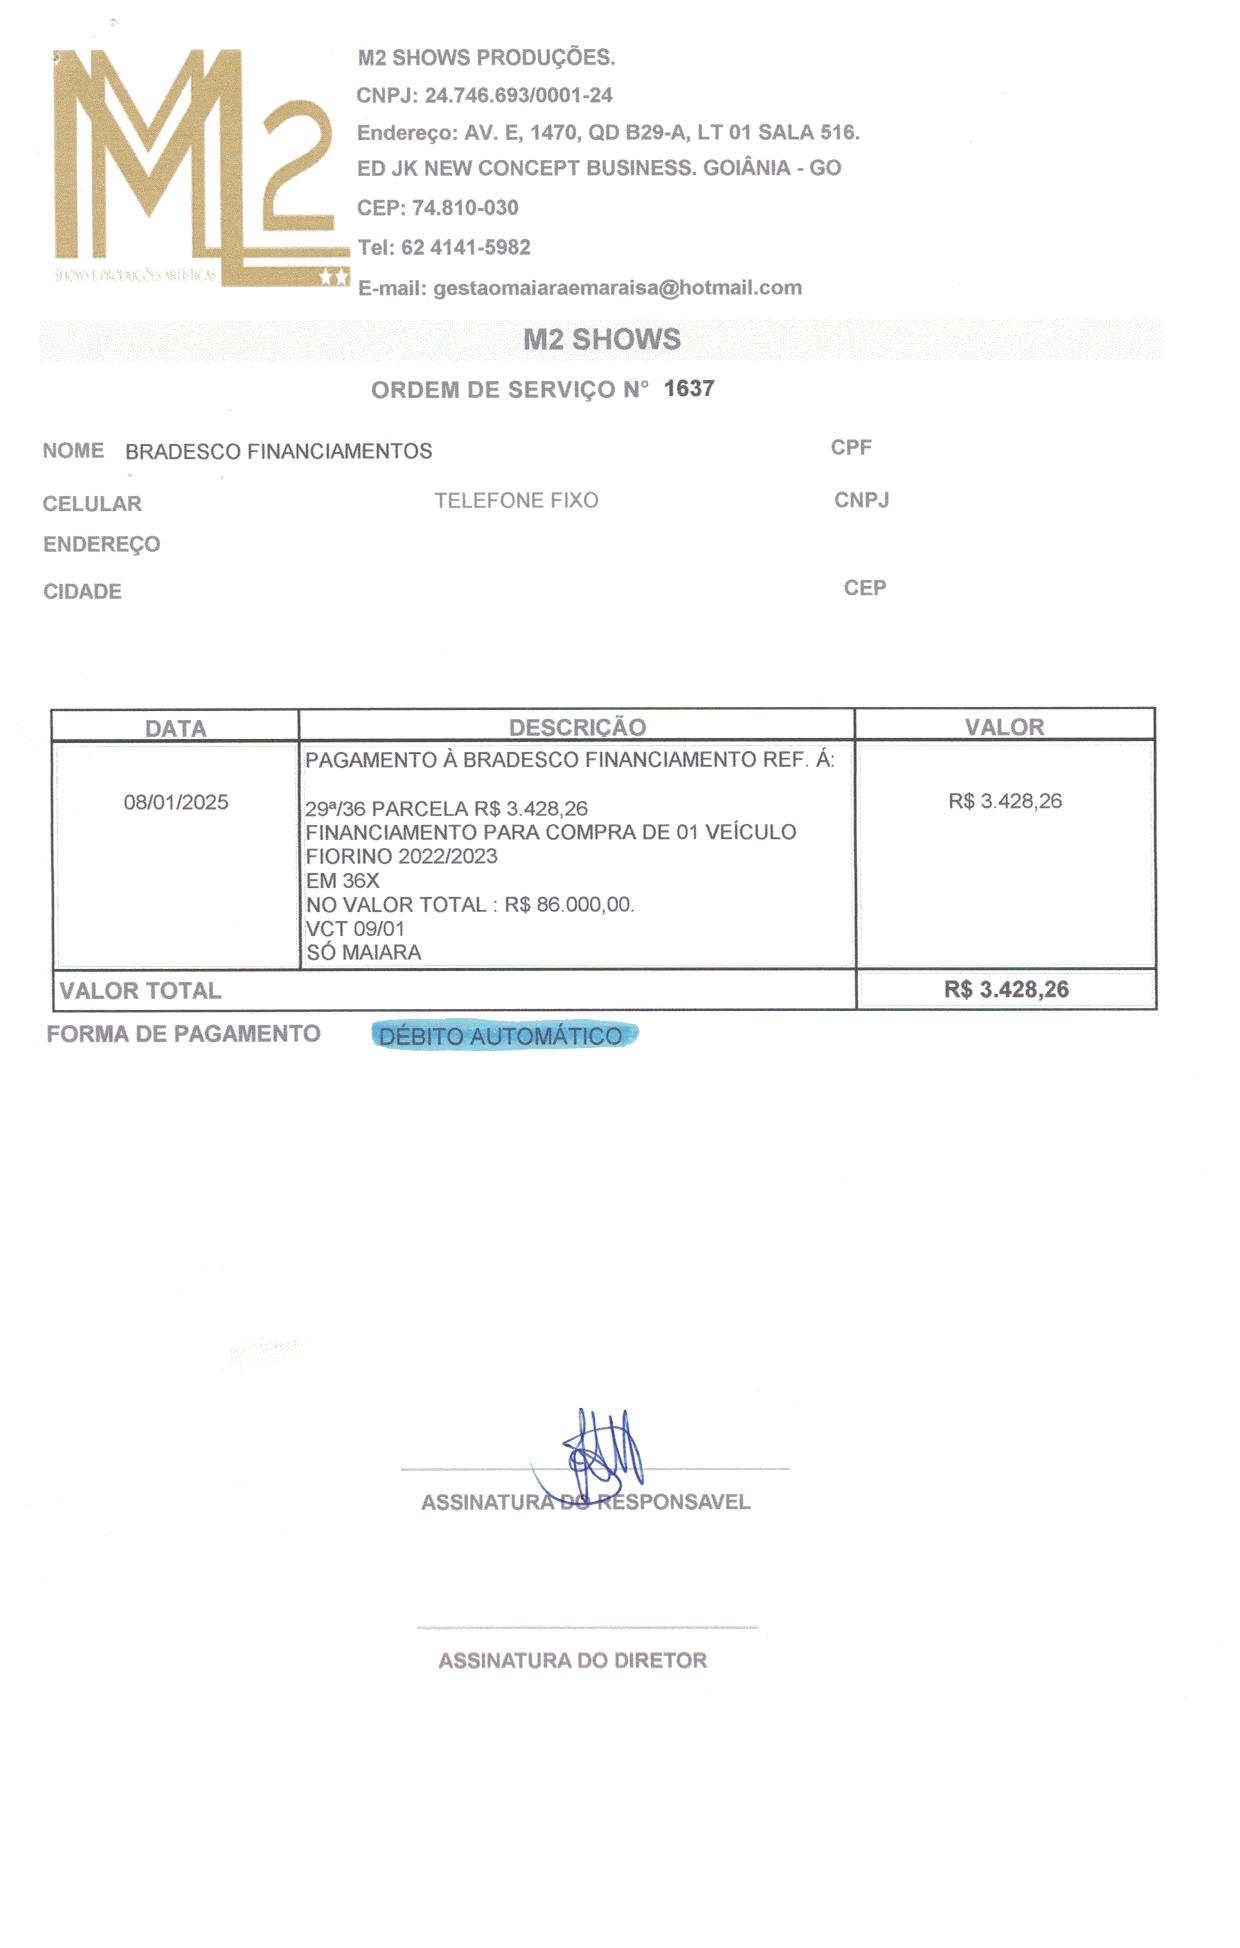 M2 SHOWS PRODUÇÕES.
CNPJ: 24.746.693/0001-24
Endereço: AV. E, 1470, QD B29-A, LT 01 SALA 516.
ED JK NEW CONCEPT BUSINESS. GOIÂNIA - GO
CEP: 74.810-030
Tel: 62 4141-5982
E-mail: gestaomaiaraemaraisa@hotmail.com
M2
SHOWS E PRODUÇÕES ARTÍSTICAS
M2 SHOWS
ORDEM DE SERVIÇO N° 1637
NOME BRADESCO FINANCIAMENTOS CPF
CELULAR TELEFONE FIXO CNPJ
ENDEREÇO
CIDADE CEP
DATA DESCRIÇÃO VALOR
PAGAMENTO À BRADESCO FINANCIAMENTO REF. Á:
08/01/2025 29ª/36 PARCELA R$ 3.428,26 R$ 3.428,26
FINANCIAMENTO PARA COMPRA DE 01 VEÍCULO
FIORINO 2022/2023
EM 36X
NO VALOR TOTAL : R$ 86.000,00.
VCT 09/01
SÓ MAIARA
VALOR TOTAL R$ 3.428,26
FORMA DE PAGAMENTO DÉBITO AUTOMÁTICO
ASSINATURA DO RESPONSAVEL
ASSINATURA DO DIRETOR